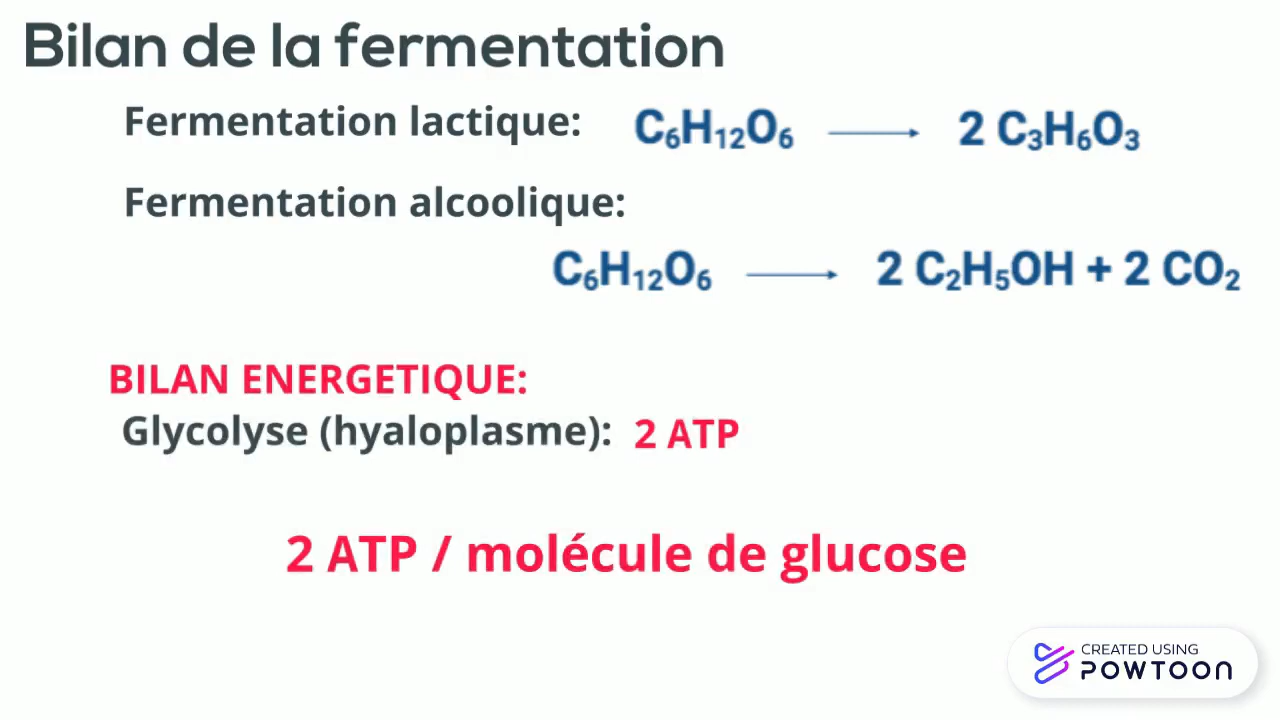 Bilan de la fermentation
Fermentation lactique: C₆H₁₂O₆ ⟶ 2 C₃H₆O₃
Fermentation alcoolique:
C₆H₁₂O₆ ⟶ 2 C₂H₅OH + 2 CO₂
BILAN ENERGETIQUE:
Glycolyse (hyaloplasme): 2 ATP
2 ATP / molécule de glucose
CREATED USING
POWTOON